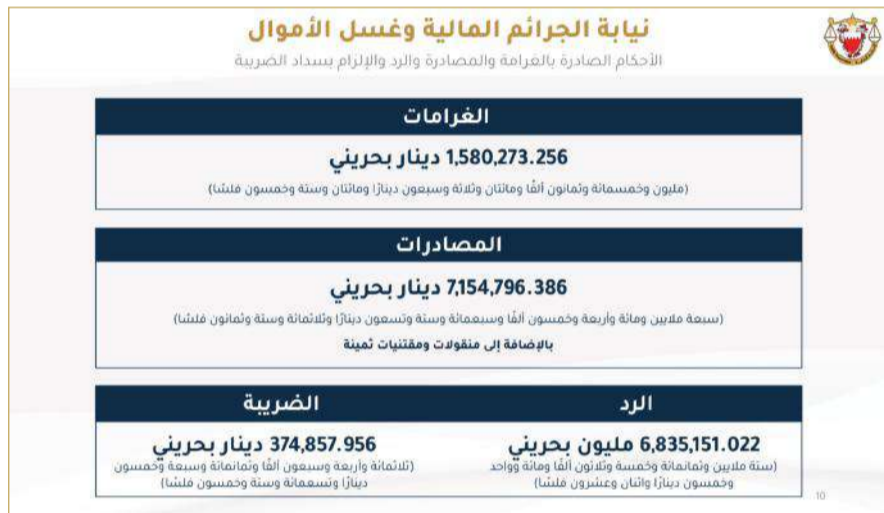 نيابة الجرائم المالية وغسل الأموال
الأحكام الصادرة بالغرامة والمصادرة والرد والإلزام بسداد الضريبة
الغرامات
1,580,273.256 دينار بحريني
(مليون وخمسمائة وثمانون ألفًا ومائتان وثلاثة وسبعون دينارًا ومائتان وستة وخمسون فلسًا)
المصادرات
7,154,796.386 دينار بحريني
(سبعة ملايين ومائة وأربعة وخمسون ألفًا وسبعمائة وستة وتسعون دينارًا وثلاثمائة وستة وثمانون فلسًا)
بالإضافة إلى منقولات ومقتنيات ثمينة
الرد
6,835,151.022 مليون بحريني
(ستة ملايين وثمانمائة وخمسة وثلاثون ألفًا ومائة وواحد
وخمسون دينارًا واثنان وعشرون فلسًا)
الضريبة
374,857.956 دينار بحريني
(ثلاثمائة وأربعة وسبعون ألفًا وثمانمائة وسبعة وخمسون
دينارًا وتسعمائة وستة وخمسون فلسًا)
10